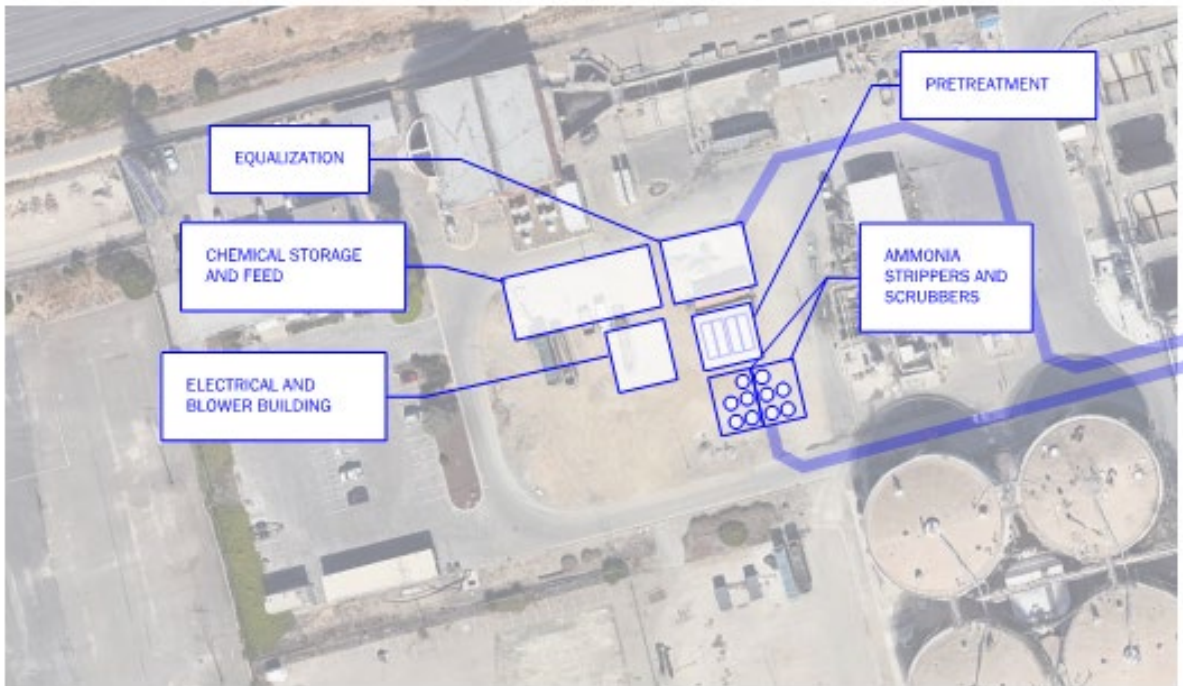 PRETREATMENT
EQUALIZATION
CHEMICAL STORAGE
AND FEED
AMMONIA
STRIPPERS AND
SCRUBBERS
ELECTRICAL AND
BLOWER BUILDING